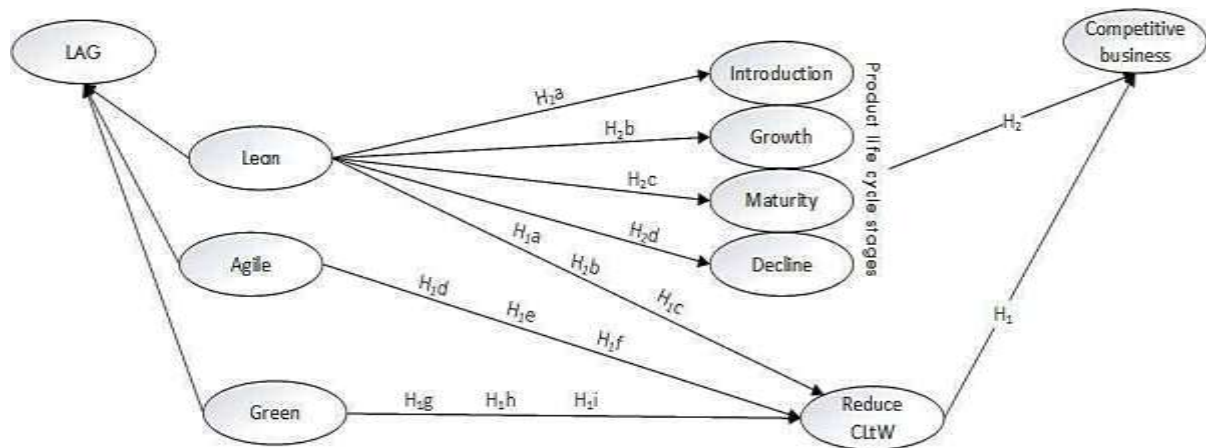 LAG
Competitive
business
Introduction
H₂a
Growth
H₂b
Lean
Maturity
H₂c
Decline
H₂d
Product life cycle stages
H₂
H₁a
H₁b
H₁c
Agile
H₁d
H₁e
H₁f
H₁
Green
H₁g H₁h H₁i
Reduce
CLtW